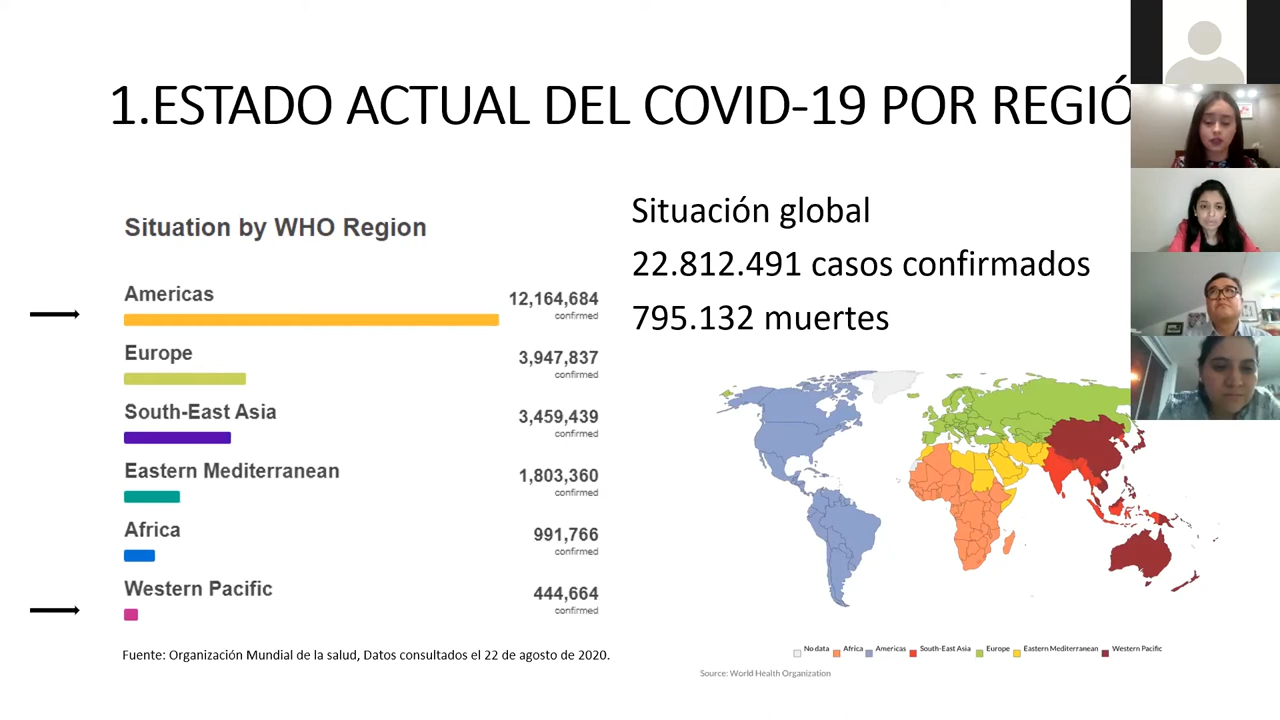 1.ESTADO ACTUAL DEL COVID-19 POR REGIÓ
Situation by WHO Region
Americas
12,164,684
confirmed
Europe
3,947,837
confirmed
South-East Asia
3,459,439
confirmed
Eastern Mediterranean
1,803,360
confirmed
Africa
991,766
confirmed
Western Pacific
444,664
confirmed
Fuente: Organización Mundial de la salud, Datos consultados el 22 de agosto de 2020.
Situación global
22.812.491 casos confirmados
795.132 muertes
No data Africa Americas South-East Asia Europe Eastern Mediterranean Western Pacific
Source: World Health Organization